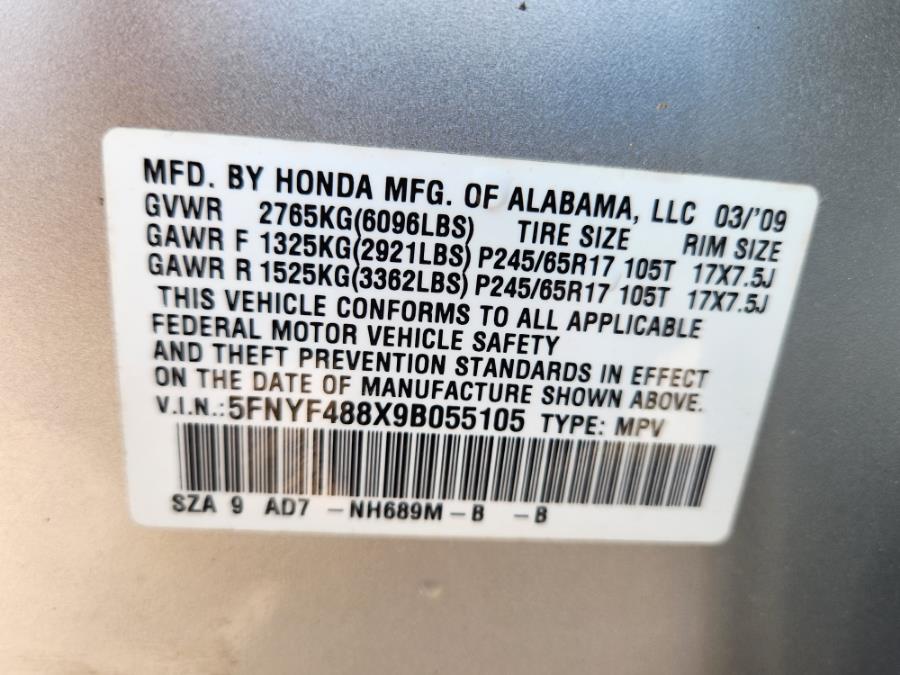 MFD. BY HONDA MFG. OF ALABAMA, LLC 03/'09
GVWR 2765KG(6096LBS) TIRE SIZE RIM SIZE
GAWR F 1325KG(2921LBS) P245/65R17 105T 17X7.5J
GAWR R 1525KG(3362LBS) P245/65R17 105T 17X7.5J
THIS VEHICLE CONFORMS TO ALL APPLICABLE
FEDERAL MOTOR VEHICLE SAFETY
AND THEFT PREVENTION STANDARDS IN EFFECT
ON THE DATE OF MANUFACTURE SHOWN ABOVE.
V.I.N.:5FNYF488X9B055105 TYPE: MPV
SZA 9 AD7 -NH689M-B -B